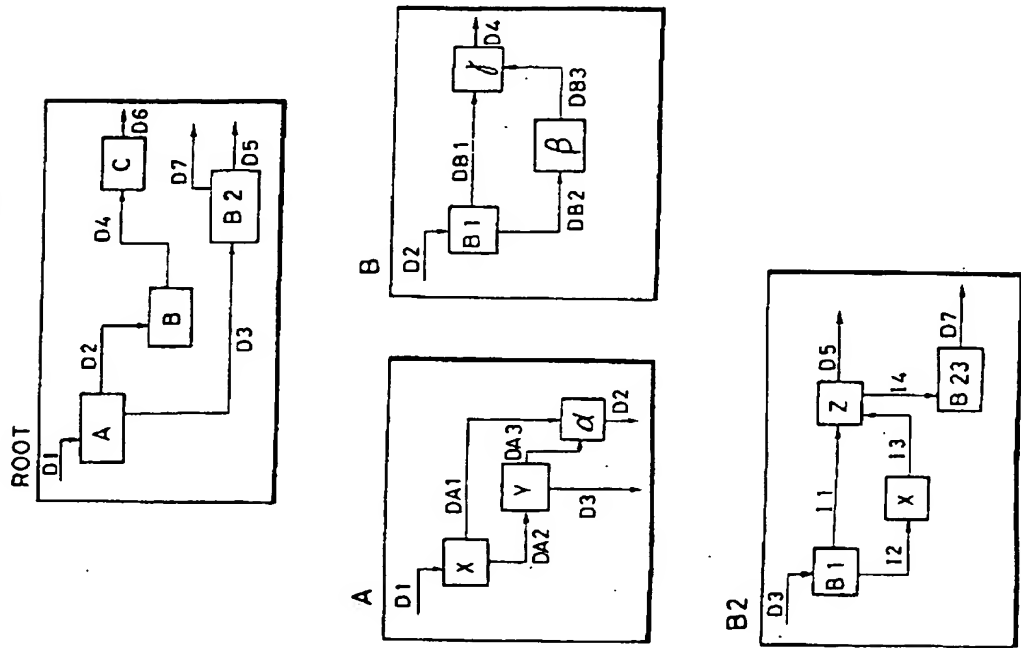 ROOT
D1
A
D2
B
D3
D4
C
D6
D7
B2
D5
A
D1
X
DA1
DA2
Y
DA3
D3
α
D2
B
D2
B1
DB1
DB2
β
DB3
γ
D4
B2
D3
B1
I1
I2
X
I3
Z
D5
I4
B23
D7